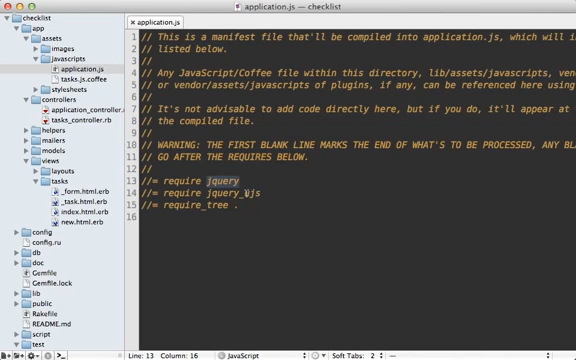 application.js — checklist
checklist
app
assets
images
javascripts
application.js
tasks.js.coffee
stylesheets
controllers
application_controller.r
tasks_controller.rb
helpers
mailers
models
views
layouts
tasks
_form.html.erb
_task.html.erb
index.html.erb
new.html.erb
config
config.ru
db
doc
Gemfile
Gemfile.lock
lib
public
Rakefile
README.md
script
test
application.js
1 // This is a manifest file that'll be compiled into application.js, which will in
2 // listed below.
3 //
4 // Any JavaScript/Coffee file within this directory, lib/assets/javascripts, ven
5 // or vendor/assets/javascripts of plugins, if any, can be referenced here using
6 //
7 // It's not advisable to add code directly here, but if you do, it'll appear at
8 // the compiled file.
9 //
10 // WARNING: THE FIRST BLANK LINE MARKS THE END OF WHAT'S TO BE PROCESSED, ANY BL
11 // GO AFTER THE REQUIRES BELOW.
12 //
13 //= require jquery
14 //= require jquery_ujs
15 //= require_tree .
16
Line: 13 Column: 16 JavaScript Soft Tabs: 2 —